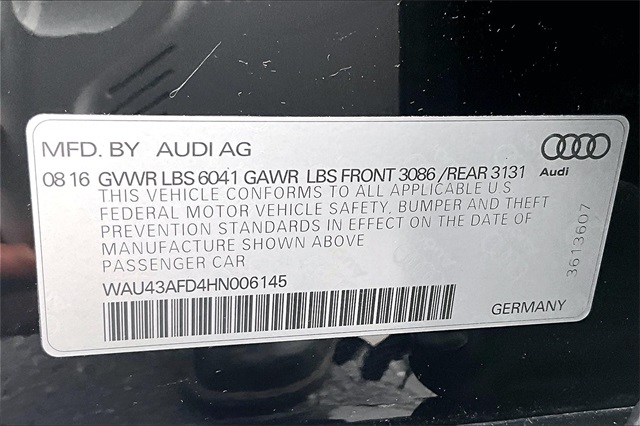 MFD. BY AUDI AG
08 16 GVWR LBS 6041 GAWR LBS FRONT 3086 /REAR 3131
Audi
THIS VEHICLE CONFORMS TO ALL APPLICABLE U.S
FEDERAL MOTOR VEHICLE SAFETY, BUMPER AND THEFT
PREVENTION STANDARDS IN EFFECT ON THE DATE OF
MANUFACTURE SHOWN ABOVE
PASSENGER CAR
WAU43AFD4HN006145
GERMANY
3613607